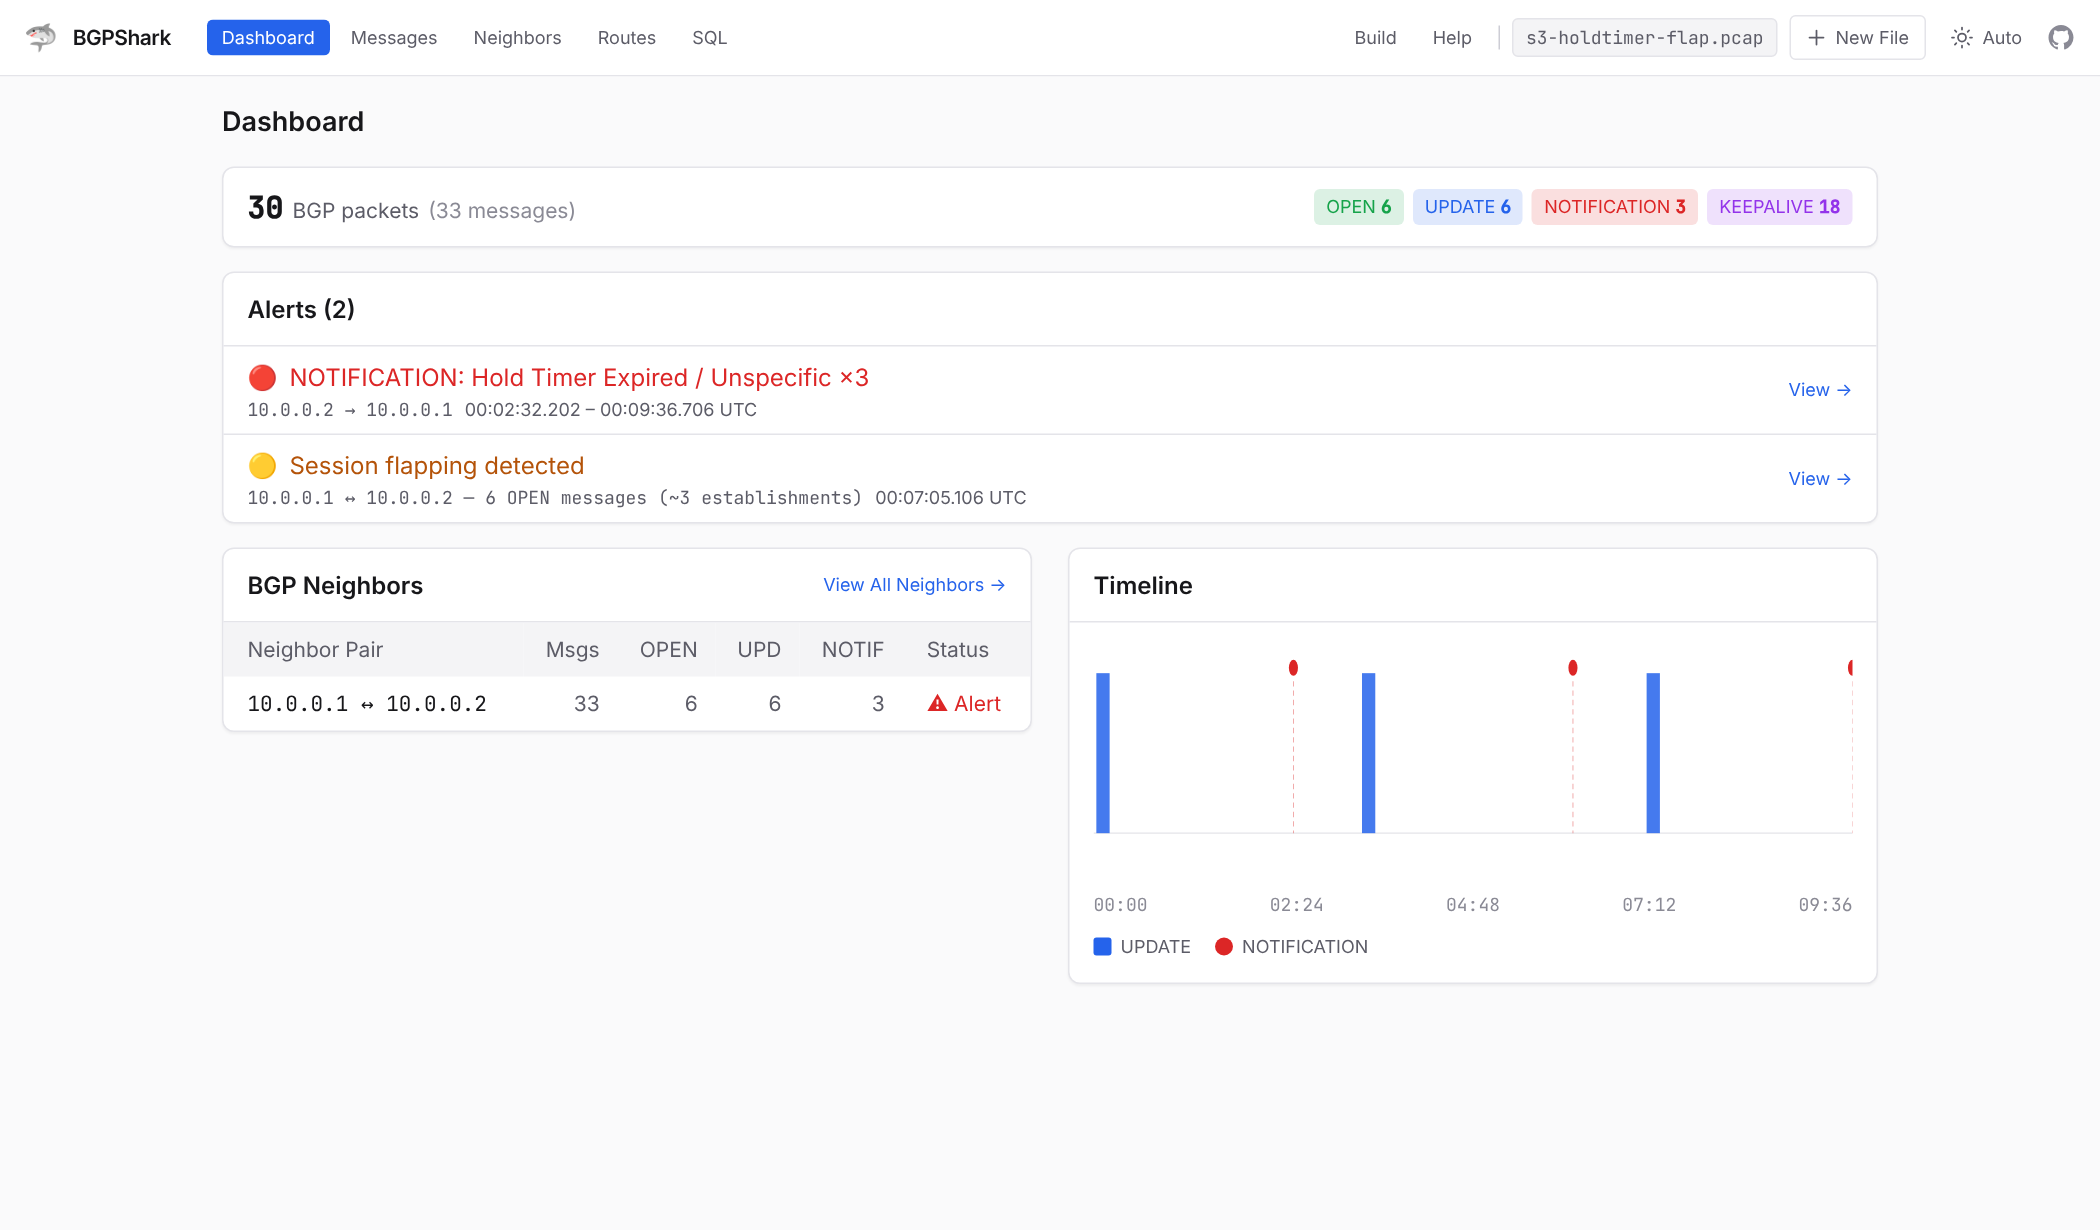 BGPShark Dashboard Messages Neighbors Routes SQL Build Help s3-holdtimer-flap.pcap + New File Auto
Dashboard
30 BGP packets (33 messages) OPEN 6 UPDATE 6 NOTIFICATION 3 KEEPALIVE 18
Alerts (2)
NOTIFICATION: Hold Timer Expired / Unspecific ×3
10.0.0.2 → 10.0.0.1 00:02:32.202 – 00:09:36.706 UTC
View →
Session flapping detected
10.0.0.1 ↔ 10.0.0.2 — 6 OPEN messages (~3 establishments) 00:07:05.106 UTC
View →
BGP Neighbors View All Neighbors →
Neighbor Pair Msgs OPEN UPD NOTIF Status
10.0.0.1 ↔ 10.0.0.2 33 6 6 3 Alert
Timeline
00:00 02:24 04:48 07:12 09:36
UPDATE NOTIFICATION